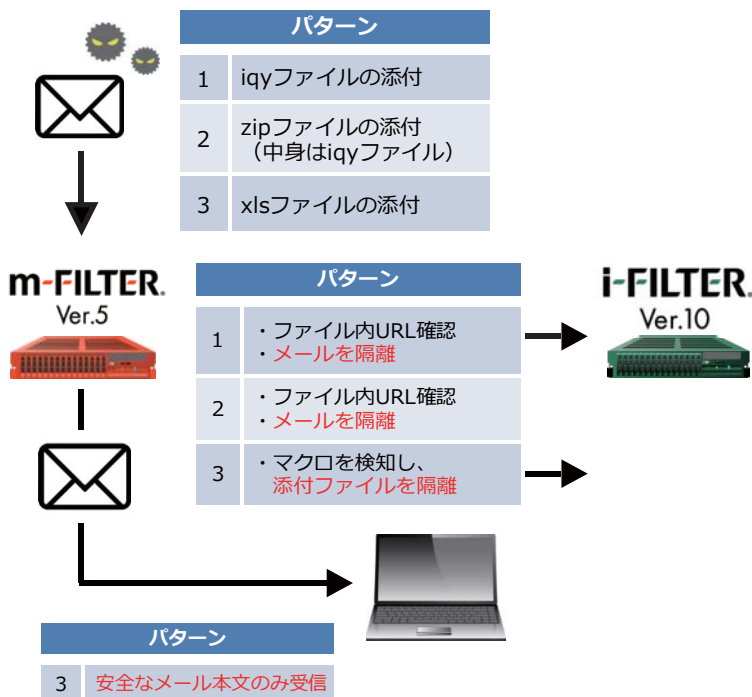 パターン
1 iqyファイルの添付
2 zipファイルの添付
（中身はiqyファイル）
3 xlsファイルの添付
m-FILTER.
Ver.5
パターン
1 ・ファイル内URL確認
・メールを隔離
2 ・ファイル内URL確認
・メールを隔離
3 ・マクロを検知し、
添付ファイルを隔離
i-FILTER.
Ver.10
パターン
3 安全なメール本文のみ受信